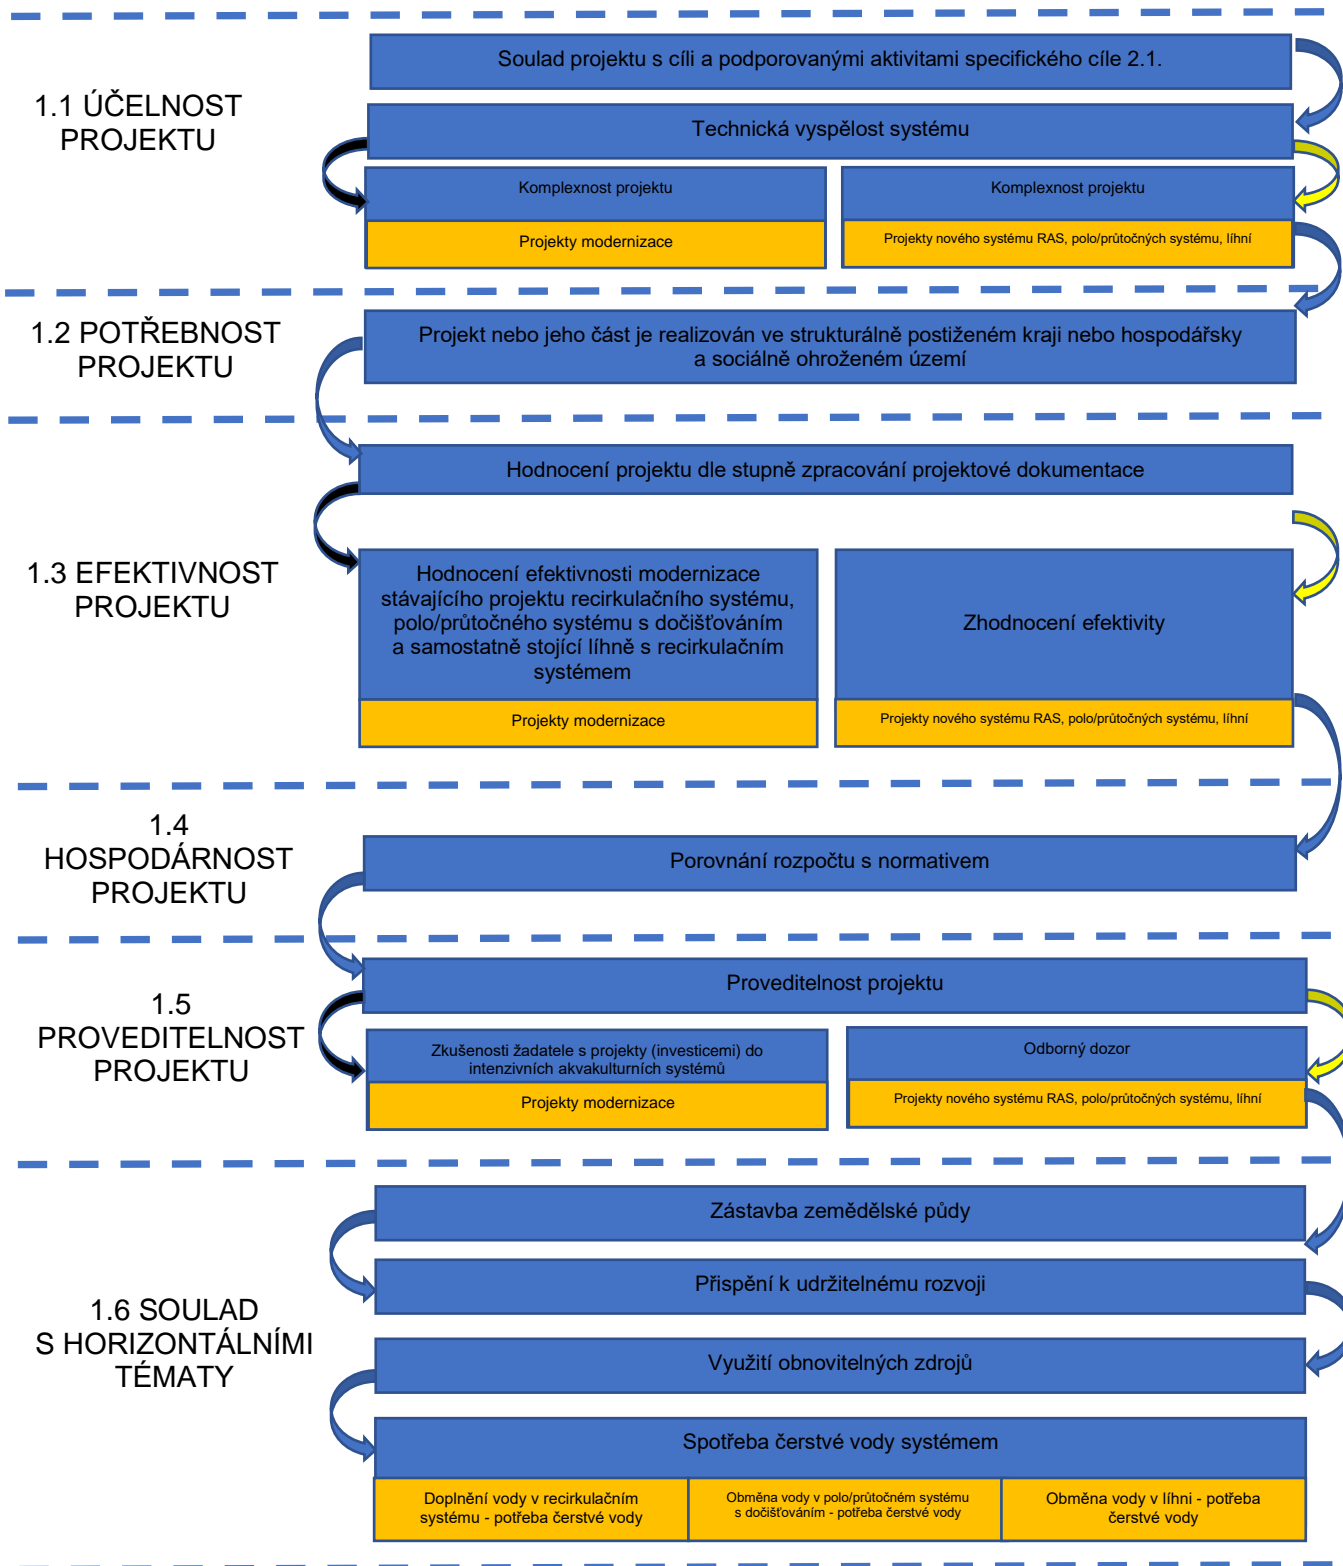 1.1 ÚČELNOST
PROJEKTU
Soulad projektu s cíli a podporovanými aktivitami specifického cíle 2.1.
Technická vyspělost systému
Komplexnost projektu
Projekty modernizace
Komplexnost projektu
Projekty nového systému RAS, polo/průtočných systému, líhní
1.2 POTŘEBNOST
PROJEKTU
Projekt nebo jeho část je realizován ve strukturálně postiženém kraji nebo hospodářsky
a sociálně ohroženém území
1.3 EFEKTIVNOST
PROJEKTU
Hodnocení projektu dle stupně zpracování projektové dokumentace
Hodnocení efektivnosti modernizace
stávajícího projektu recirkulačního systému,
polo/průtočného systému s dočišťováním
a samostatně stojící líhně s recirkulačním
systémem
Projekty modernizace
Zhodnocení efektivity
Projekty nového systému RAS, polo/průtočných systému, líhní
1.4
HOSPODÁRNOST
PROJEKTU
Porovnání rozpočtu s normativem
1.5
PROVEDITELNOST
PROJEKTU
Proveditelnost projektu
Zkušenosti žadatele s projekty (investicemi) do
intenzivních akvakulturních systémů
Projekty modernizace
Odborný dozor
Projekty nového systému RAS, polo/průtočných systému, líhní
1.6 SOULAD
S HORIZONTÁLNÍMI
TÉMATY
Zástavba zemědělské půdy
Přispění k udržitelnému rozvoji
Využití obnovitelných zdrojů
Spotřeba čerstvé vody systémem
Doplnění vody v recirkulačním
systému - potřeba čerstvé vody
Obměna vody v polo/průtočném systému
s dočišťováním - potřeba čerstvé vody
Obměna vody v líhni - potřeba
čerstvé vody